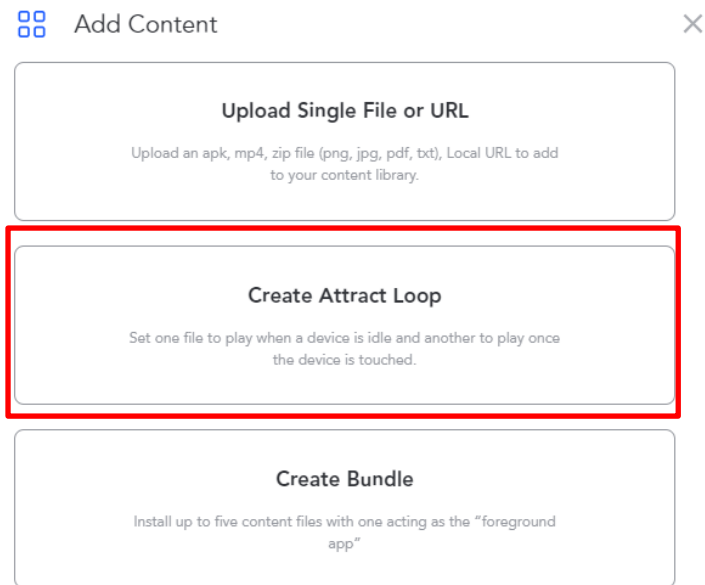 Add Content
Upload Single File or URL
Upload an apk, mp4, zip file (png, jpg, pdf, txt), Local URL to add
to your content library.
Create Attract Loop
Set one file to play when a device is idle and another to play once
the device is touched.
Create Bundle
Install up to five content files with one acting as the “foreground
app”